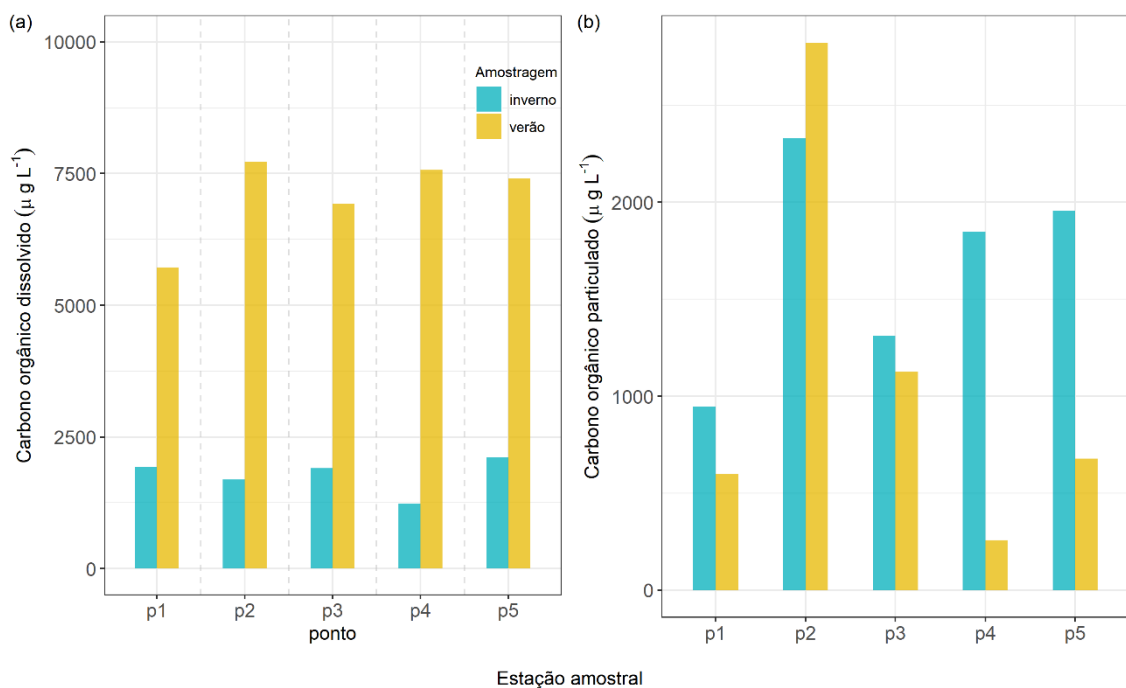 (a)
Carbono orgânico dissolvido (μ g L⁻¹)
10000
7500
5000
2500
0
Amostragem
inverno
verão
p1 p2 p3 p4 p5
ponto
(b)
Carbono orgânico particulado (μ g L⁻¹)
2000
1000
0
p1 p2 p3 p4 p5
Estação amostral